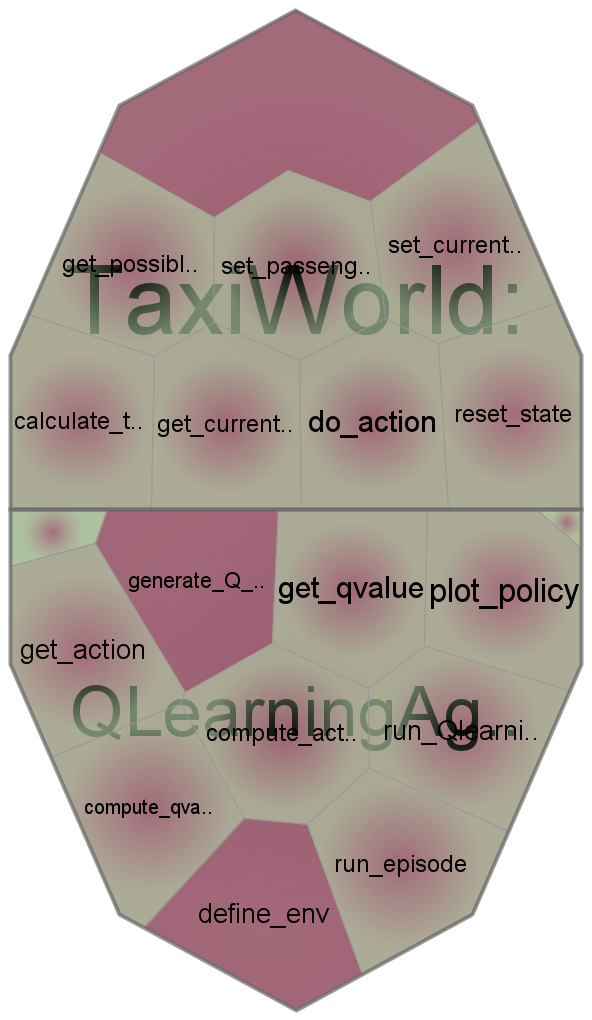 get_possibl..
set_passeng..
set_current..
TaxiWorld:
calculate_t..
get_current..
do_action
reset_state
generate_Q_..
get_qvalue
plot_policy
get_action
QLearningAg..
compute_act..
run_Qlearni..
compute_qva..
run_episode
define_env